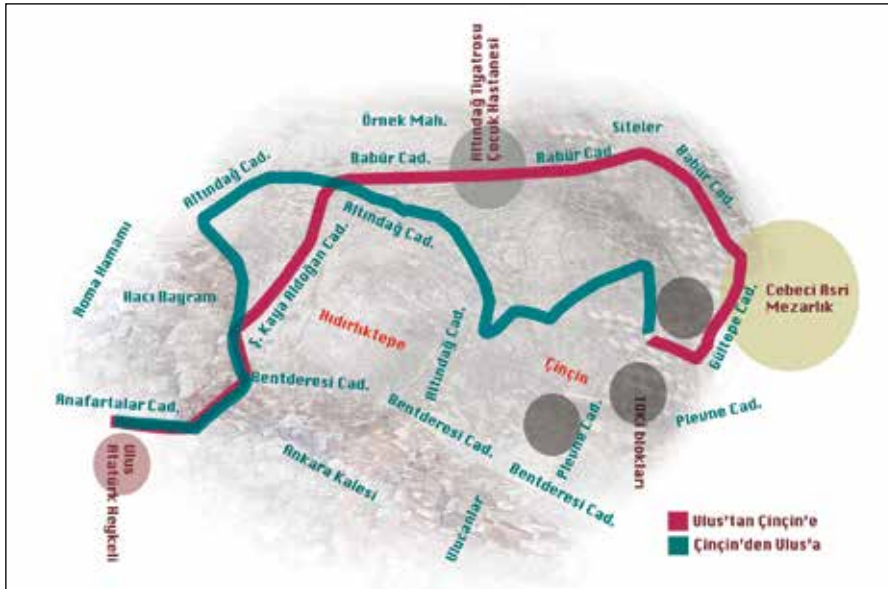 Altındağ Tiyatrosu
Çocuk Hastanesi
Örnek Mah.
Siteler
Babür Cad.
Babür Cad.
Babür Cad.
Altındağ Cad.
Altındağ Cad.
Roma Hamamı
Hacı Bayram
Ş. Kaya Aldoğan Cad.
Hıdırlıktepe
Altındağ Cad.
Çinçin
Gültepe Cad.
Cebeci Asri
Mezarlık
Bentderesi Cad.
Anafartalar Cad.
Bentderesi Cad.
Plevne Cad.
TOKİ blokları
Plevne Cad.
Ulus
Atatürk Heykeli
Ankara Kalesi
Ulucanlar
Bentderesi Cad.
Ulus'tan Çinçin'e
Çinçin'den Ulus'a